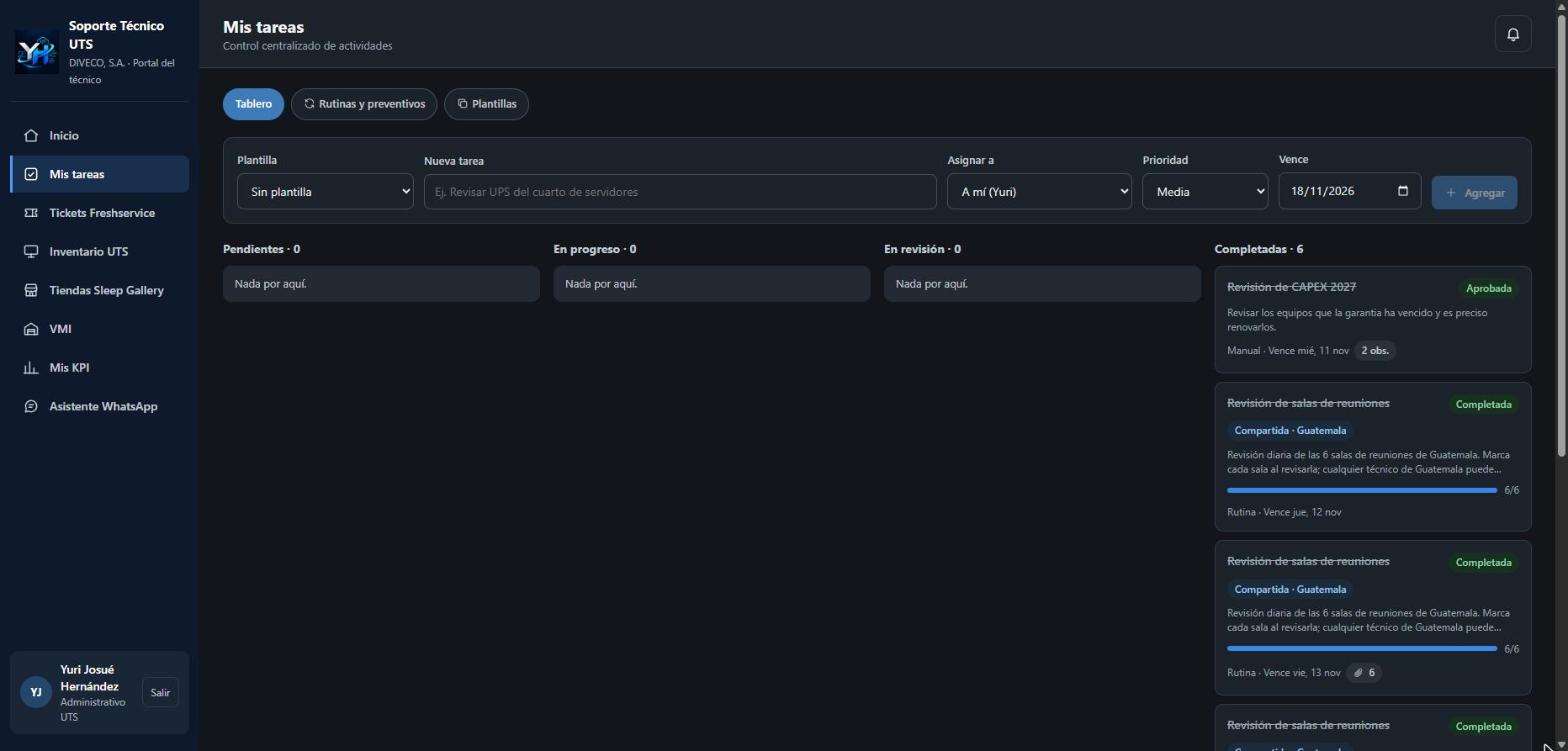 Soporte Técnico
UTS
DIVECO, S.A. · Portal del
técnico
Inicio
Mis tareas
Tickets Freshservice
Inventario UTS
Tiendas Sleep Gallery
VMI
Mis KPI
Asistente WhatsApp
YJ
Yuri Josué
Hernández
Administrativo
UTS
Salir
Mis tareas
Control centralizado de actividades
Tablero
Rutinas y preventivos
Plantillas
Plantilla
Sin plantilla
Nueva tarea
Ej. Revisar UPS del cuarto de servidores
Asignar a
A mí (Yuri)
Prioridad
Media
Vence
18/11/2026
+ Agregar
Pendientes · 0
Nada por aquí.
En progreso · 0
Nada por aquí.
En revisión · 0
Nada por aquí.
Completadas · 6
Revisión de CAPEX 2027
Aprobada
Revisar los equipos que la garantia ha vencido y es preciso
renovarlos.
Manual · Vence mié, 11 nov
2 obs.
Revisión de salas de reuniones
Completada
Compartida · Guatemala
Revisión diaria de las 6 salas de reuniones de Guatemala. Marca
cada sala al revisarla; cualquier técnico de Guatemala puede...
6/6
Rutina · Vence jue, 12 nov
Revisión de salas de reuniones
Completada
Compartida · Guatemala
Revisión diaria de las 6 salas de reuniones de Guatemala. Marca
cada sala al revisarla; cualquier técnico de Guatemala puede...
6/6
Rutina · Vence vie, 13 nov
6
Revisión de salas de reuniones
Completada